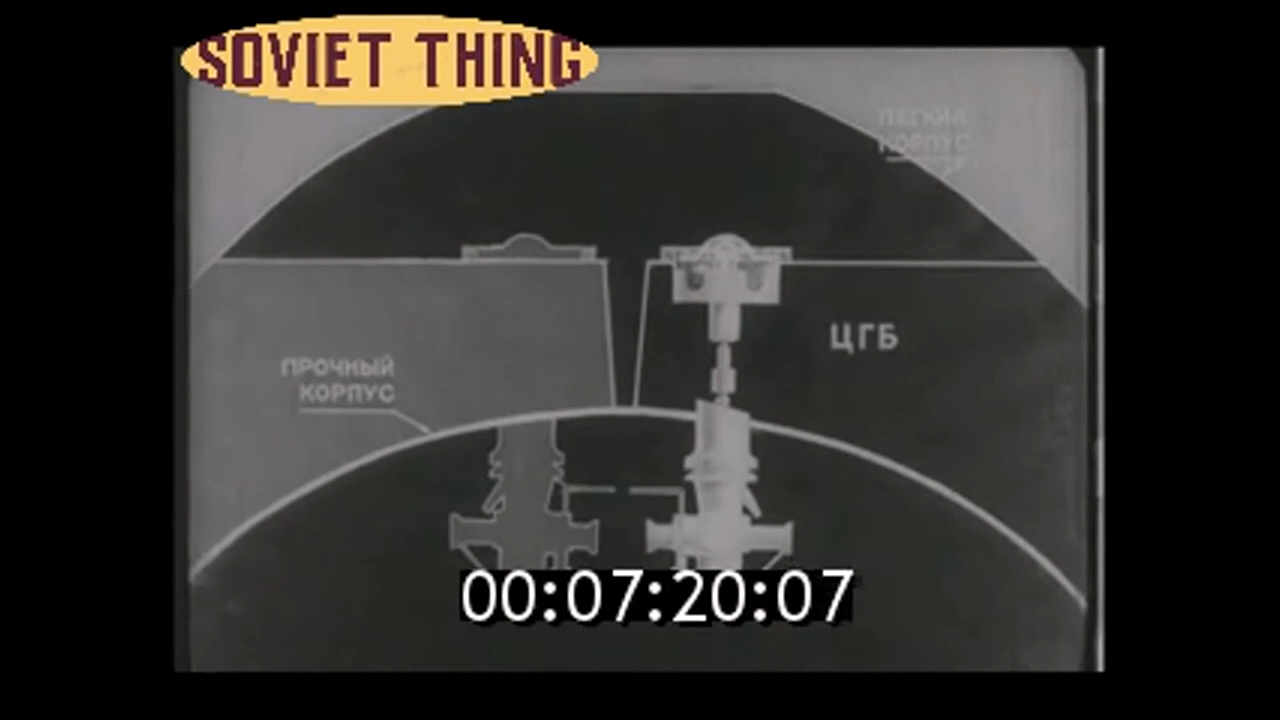 SOVIET THING
ЛЕГКИЙ
КОРПУС
ЦГБ
ПРОЧНЫЙ
КОРПУС
00:07:20:07